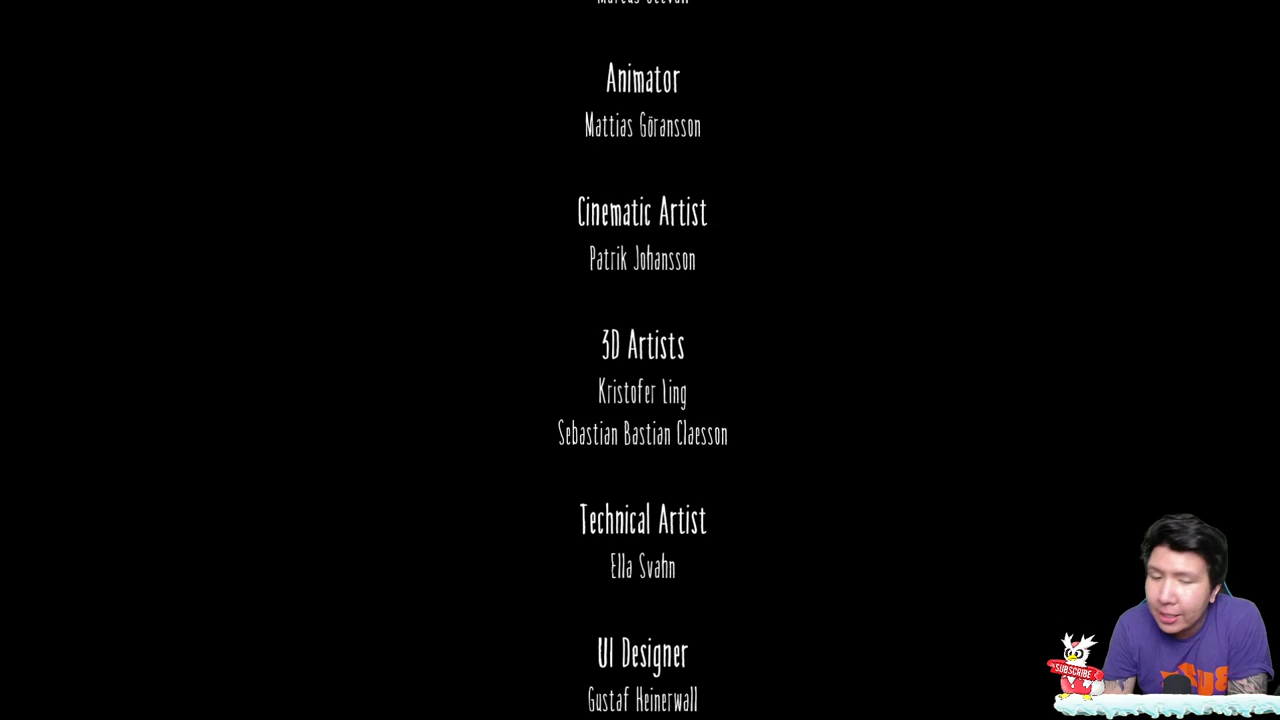 Animator
Mattias Göransson
Cinematic Artist
Patrik Johansson
3D Artists
Kristofer Ling
Sebastian Bastian Claesson
Technical Artist
Ella Svahn
UI Designer
Gustaf Heinerwall
SUBSCRIBE